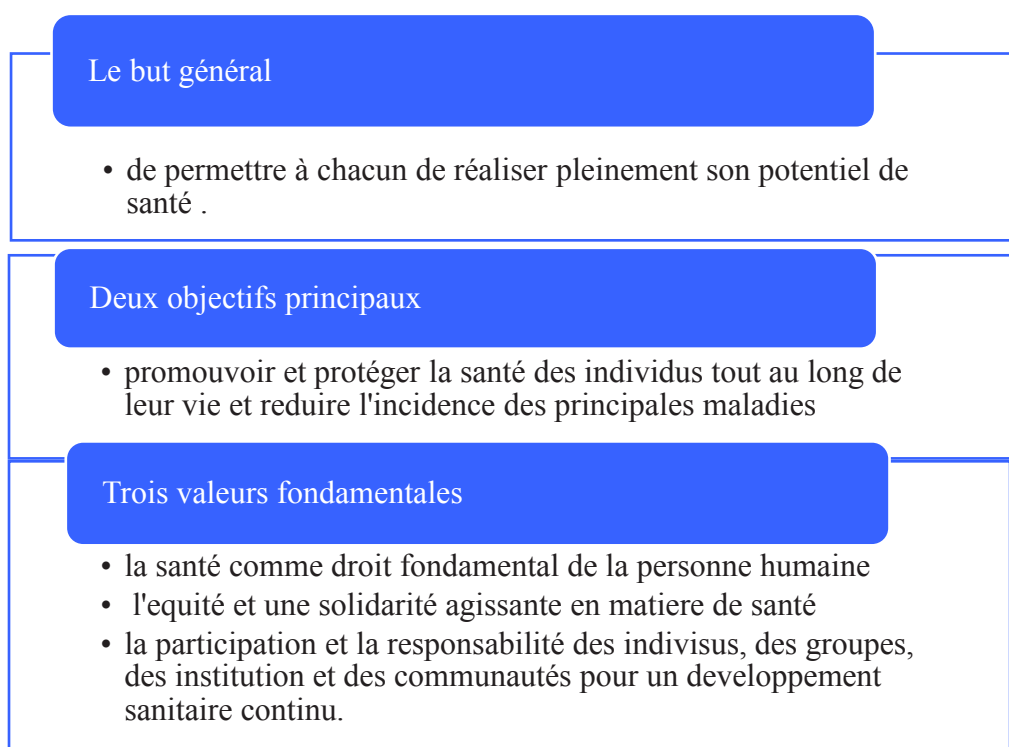 Le but général
• de permettre à chacun de réaliser pleinement son potentiel de
santé .
Deux objectifs principaux
• promouvoir et protéger la santé des individus tout au long de
leur vie et reduire l'incidence des principales maladies
Trois valeurs fondamentales
• la santé comme droit fondamental de la personne humaine
• l'equité et une solidarité agissante en matiere de santé
• la participation et la responsabilité des indivisus, des groupes,
des institution et des communautés pour un developpement
sanitaire continu.